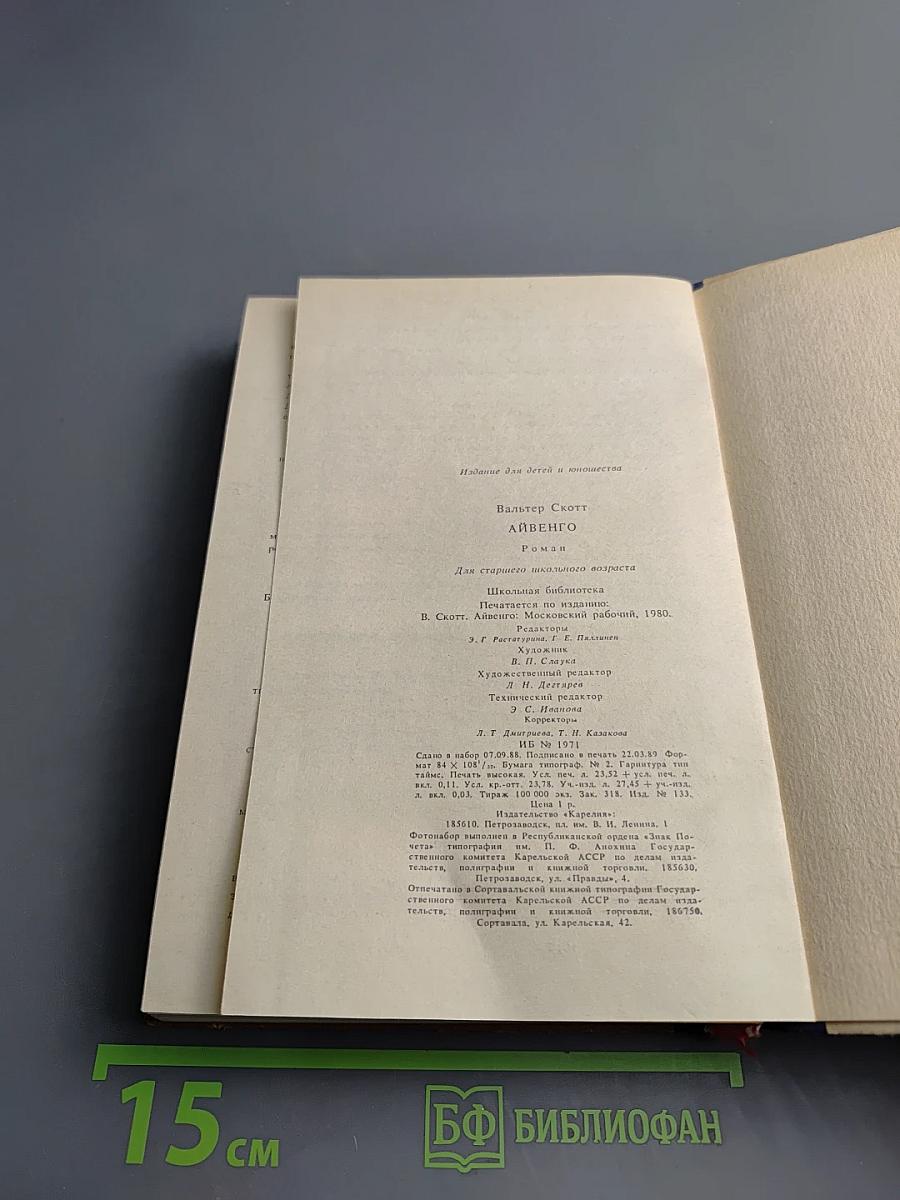 Издание для детей и юношества
Вальтер Скотт
АЙВЕНГО
Роман
Для старшего школьного возраста
Школьная библиотека
Печатается по изданию:
В. Скотт. Айвенго: Московский рабочий, 1980.
Редакторы
Э. Г. Растатурина, Г. Е. Пяллинен
Художник
В. П. Слаука
Художественный редактор
Л. Н. Дегтярев
Технический редактор
Э. С. Иванова
Корректоры
Л. Т. Дмитриева, Т. Н. Казакова
ИБ № 1971
Сдано в набор 07.09.88. Подписано в печать 22.03.89 Фор-
мат 84 × 108¹/₃₂. Бумага типограф. № 2. Гарнитура тип
таймс. Печать высокая. Усл. печ. л. 23,52 + усл. печ. л.
вкл. 0,11. Усл. кр.-отт. 23,78. Уч.-изд. л. 27,45 + уч.-изд.
л. вкл. 0,03. Тираж 100 000 экз. Зак. 318. Изд. № 133.
Цена 1 р.
Издательство «Карелия»:
185610. Петрозаводск, пл. им. В. И. Ленина, 1
Фотонабор выполнен в Республиканской ордена «Знак По-
чета» типографии им. П. Ф. Анохина Государ-
ственного комитета Карельской АССР по делам изда-
тельств, полиграфии и книжной торговли. 185630,
Петрозаводск, ул. «Правды», 4.
Отпечатано в Сортавальской книжной типографии Государ-
ственного комитета Карельской АССР по делам изда-
тельств, полиграфии и книжной торговли, 186750,
Сортавала, ул. Карельская, 42.
15 см
БФ БИБЛИОФАН